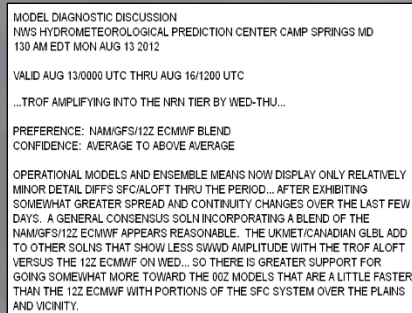 MODEL DIAGNOSTIC DISCUSSION
NWS HYDROMETEOROLOGICAL PREDICTION CENTER CAMP SPRINGS MD
130 AM EDT MON AUG 13 2012
VALID AUG 13/0000 UTC THRU AUG 16/1200 UTC
...TROF AMPLIFYING INTO THE NRN TIER BY WED-THU...
PREFERENCE: NAM/GFS/12Z ECMWF BLEND
CONFIDENCE: AVERAGE TO ABOVE AVERAGE
OPERATIONAL MODELS AND ENSEMBLE MEANS NOW DISPLAY ONLY RELATIVELY
MINOR DETAIL DIFFS SFC/ALOFT THRU THE PERIOD... AFTER EXHIBITING
SOMEWHAT GREATER SPREAD AND CONTINUITY CHANGES OVER THE LAST FEW
DAYS. A GENERAL CONSENSUS SOLN INCORPORATING A BLEND OF THE
NAM/GFS/12Z ECMWF APPEARS REASONABLE. THE UKMET/CANADIAN GLBL ADD
TO OTHER SOLNS THAT SHOW LESS SWWD AMPLITUDE WITH THE TROF ALOFT
VERSUS THE 12Z ECMWF ON WED... SO THERE IS GREATER SUPPORT FOR
GOING SOMEWHAT MORE TOWARD THE 00Z MODELS THAT ARE A LITTLE FASTER
THAN THE 12Z ECMWF WITH PORTIONS OF THE SFC SYSTEM OVER THE PLAINS
AND VICINITY.